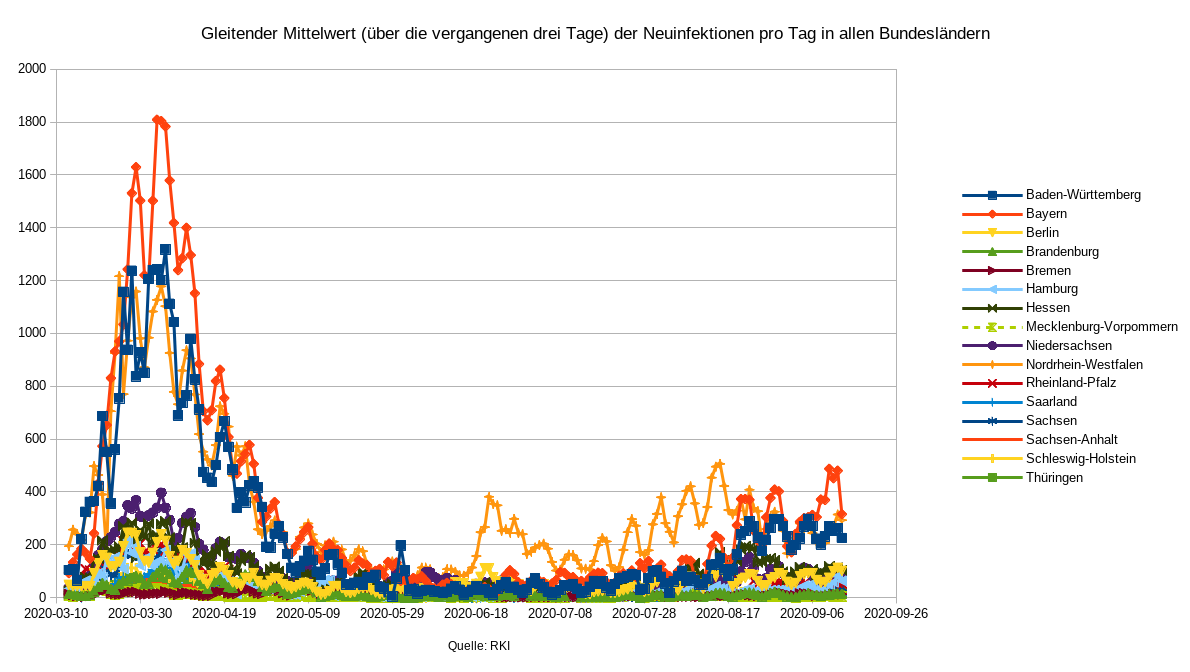 Gleitender Mittelwert (über die vergangenen drei Tage) der Neuinfektionen pro Tag in allen Bundesländern
2000
1800
1600
1400
1200
1000
800
600
400
200
0
2020-03-10 2020-03-30 2020-04-19 2020-05-09 2020-05-29 2020-06-18 2020-07-08 2020-07-28 2020-08-17 2020-09-06 2020-09-26
Baden-Württemberg
Bayern
Berlin
Brandenburg
Bremen
Hamburg
Hessen
Mecklenburg-Vorpommern
Niedersachsen
Nordrhein-Westfalen
Rheinland-Pfalz
Saarland
Sachsen
Sachsen-Anhalt
Schleswig-Holstein
Thüringen
Quelle: RKI